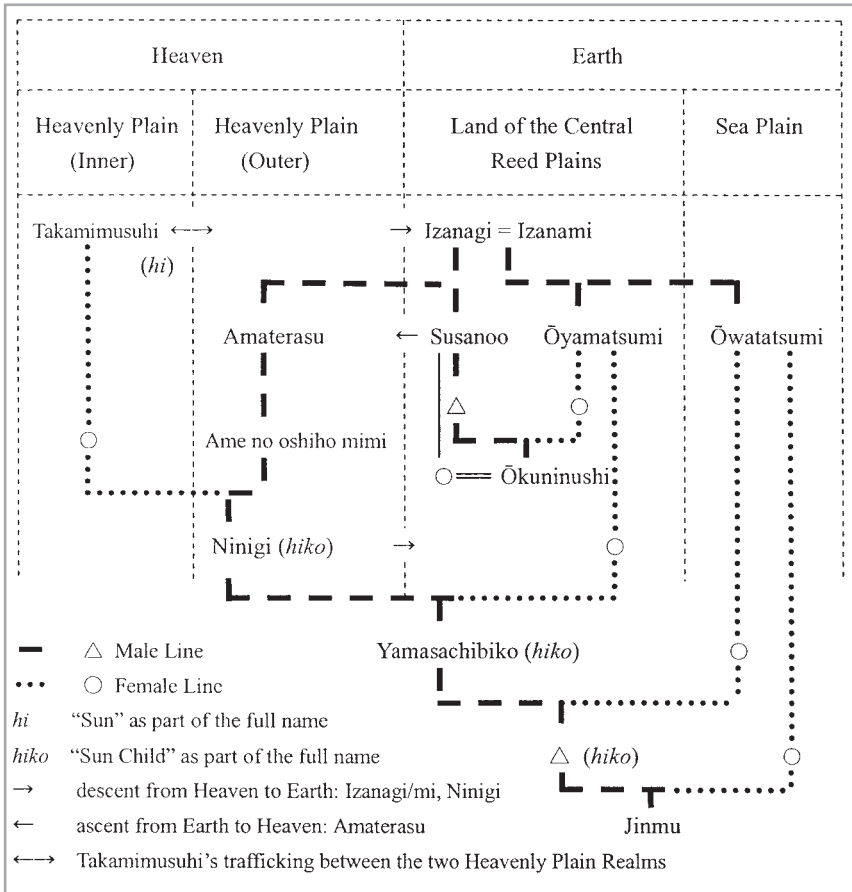 Heaven Earth
Heavenly Plain Heavenly Plain Land of the Central Sea Plain
(Inner) (Outer) Reed Plains
Takamimusuhi ←→ → Izanagi = Izanami
(hi)
Amaterasu ← Susanoo Ōyamatsumi Ōwatatsumi
Ame no oshiho mimi
Ōkuninushi
Ninigi (hiko) →
Yamasachibiko (hiko)
△ Male Line
○ Female Line
hi "Sun" as part of the full name
hiko "Sun Child" as part of the full name
△ (hiko)
→ descent from Heaven to Earth: Izanagi/mi, Ninigi
← ascent from Earth to Heaven: Amaterasu
Jinmu
←→ Takamimusuhi's trafficking between the two Heavenly Plain Realms